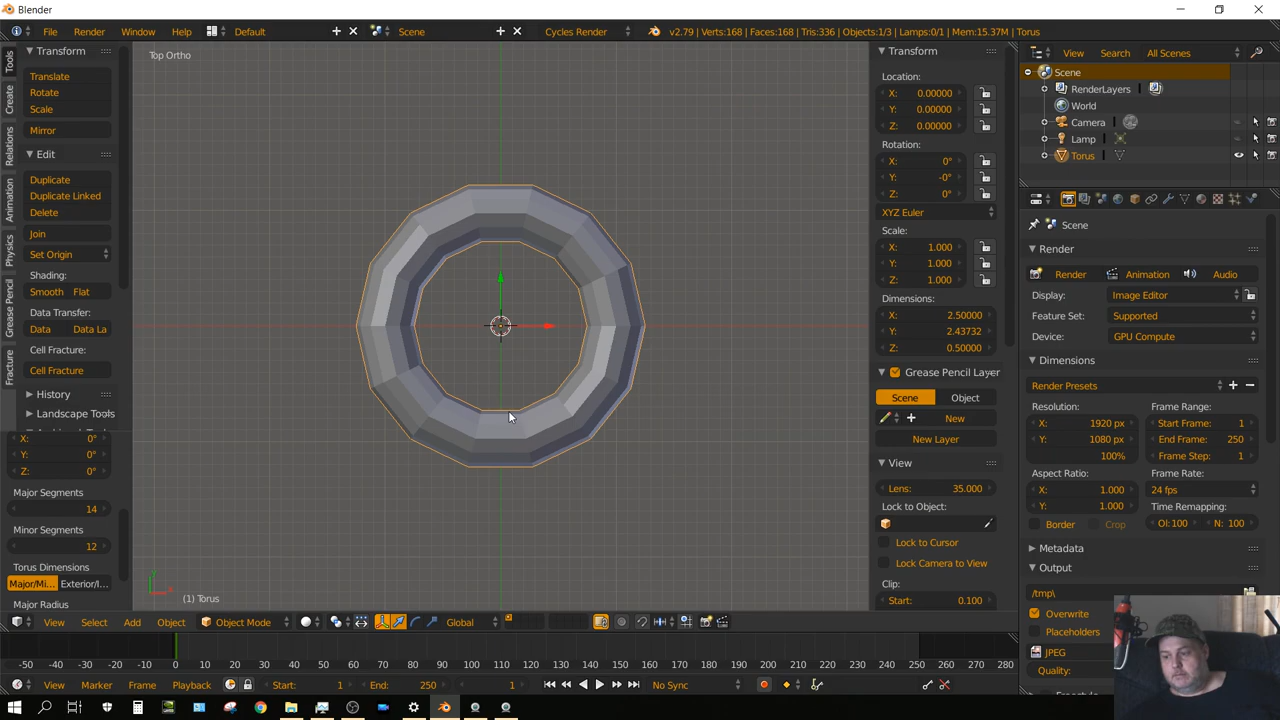 Blender
File Render Window Help Default Scene Cycles Render v2.79 | Verts:168 | Faces:168 | Tris:336 | Objects:1/3 | Lamps:0/1 | Mem:15.37M | Torus
Tools
Create
Relations
Animation
Physics
Grease Pencil
Fracture
Transform
Translate
Rotate
Scale
Mirror
Edit
Duplicate
Duplicate Linked
Delete
Join
Set Origin
Shading:
Smooth Flat
Data Transfer:
Data Data La
Cell Fracture:
Cell Fracture
History
Landscape Tools
X: 0°
Y: 0°
Z: 0°
Major Segments
14
Minor Segments
12
Torus Dimensions
Major/Mi... Exterior/I...
Major Radius
Top Ortho
(1) Torus
Transform
Location:
X: 0.00000
Y: 0.00000
Z: 0.00000
Rotation:
X: 0°
Y: -0°
Z: 0°
XYZ Euler
Scale:
X: 1.000
Y: 1.000
Z: 1.000
Dimensions:
X: 2.50000
Y: 2.43732
Z: 0.50000
Grease Pencil Layer
Scene Object
New
New Layer
View
Lens: 35.000
Lock to Object:
Lock to Cursor
Lock Camera to View
Clip:
Start: 0.100
View Search All Scenes
Scene
RenderLayers
World
Camera
Lamp
Torus
Scene
Render
Render Animation Audio
Display: Image Editor
Feature Set: Supported
Device: GPU Compute
Dimensions
Render Presets
Resolution: Frame Range:
X: 1920 px Start Frame: 1
Y: 1080 px End Frame: 250
100% Frame Step: 1
Aspect Ratio: Frame Rate:
X: 1.000 24 fps
Y: 1.000 Time Remapping:
Border Crop Ol:100 N: 100
Metadata
Output
/tmp\
Overwrite
Placeholders
JPEG
Quality:
View Select Add Object Object Mode Global
-50 -40 -30 -20 -10 0 10 20 30 40 50 60 70 80 90 100 110 120 130 140 150 160 170 180 190 200 210 220 230 240 250 260 270 280
View Marker Frame Playback Start: 1 End: 250 1 No Sync